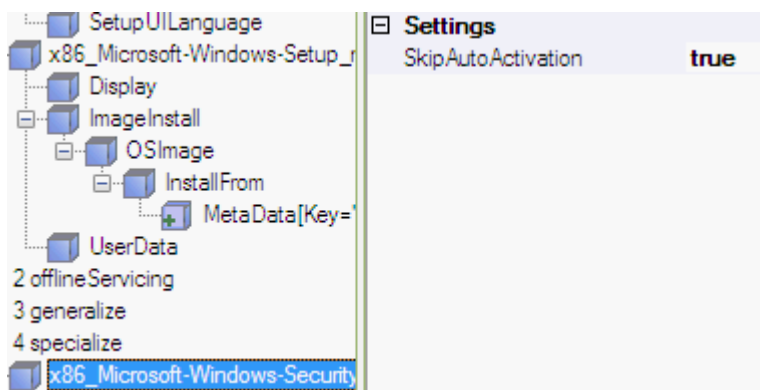 SetupUILanguage
x86_Microsoft-Windows-Setup_
Display
ImageInstall
OSImage
InstallFrom
MetaData[Key='
UserData
2 offlineServicing
3 generalize
4 specialize
x86_Microsoft-Windows-Security
Settings
SkipAutoActivation true